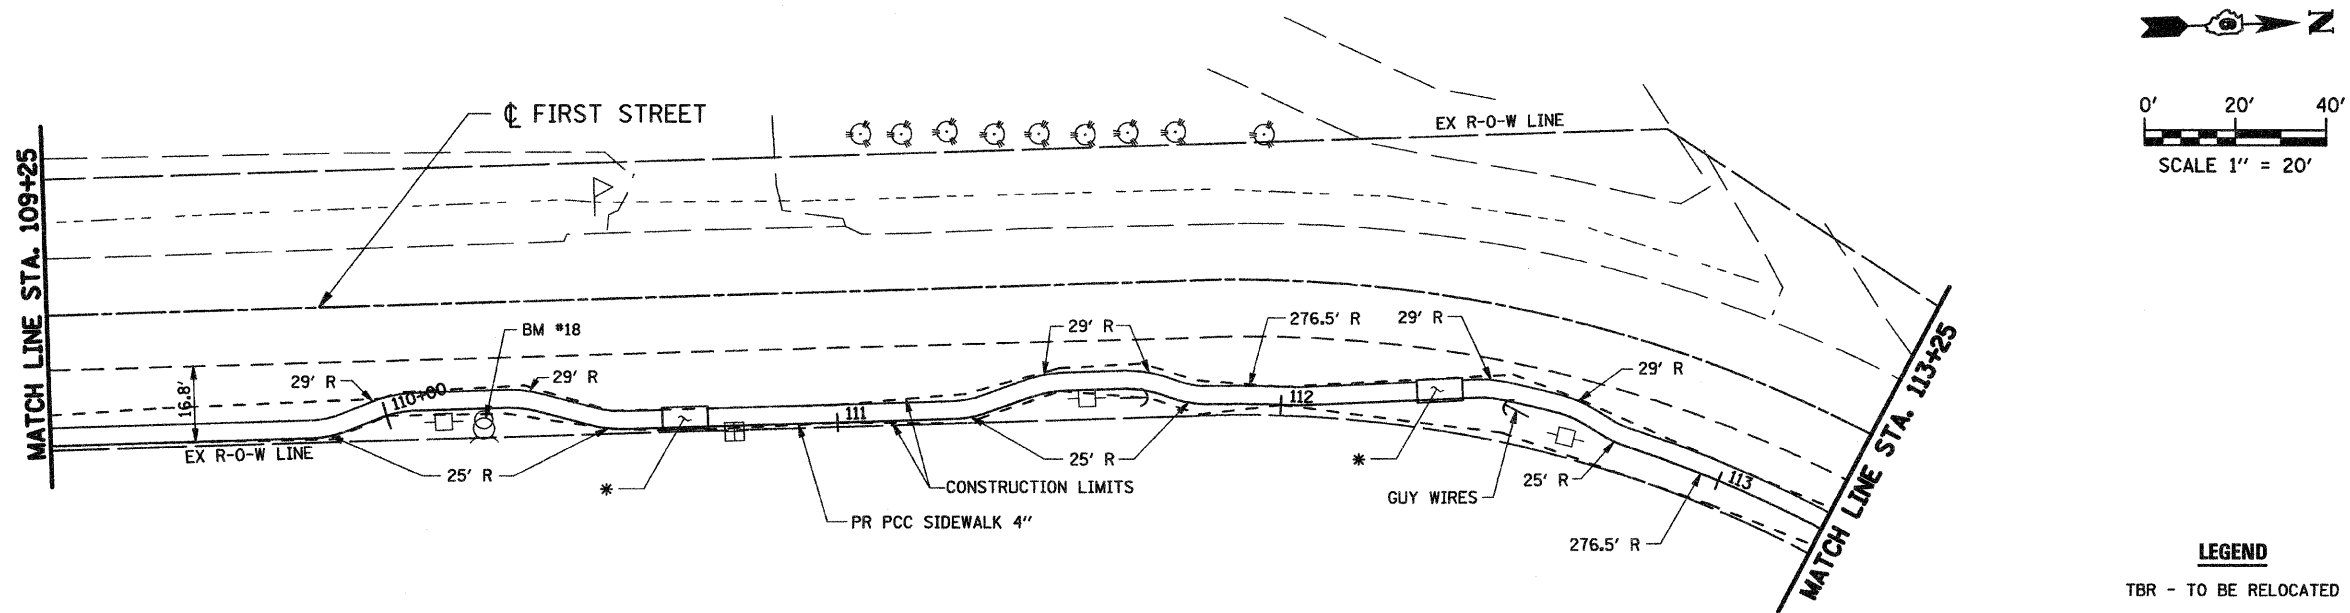 N
0' 20' 40'
SCALE 1" = 20'
℄ FIRST STREET
EX R-O-W LINE
MATCH LINE STA. 109+25
BM #18
29' R
110+00
29' R
16.8'
EX R-O-W LINE
25' R
*
111
CONSTRUCTION LIMITS
PR PCC SIDEWALK 4"
29' R
25' R
276.5' R
29' R
112
*
GUY WIRES
29' R
25' R
113
276.5' R
MATCH LINE STA. 113+25
LEGEND
TBR - TO BE RELOCATED